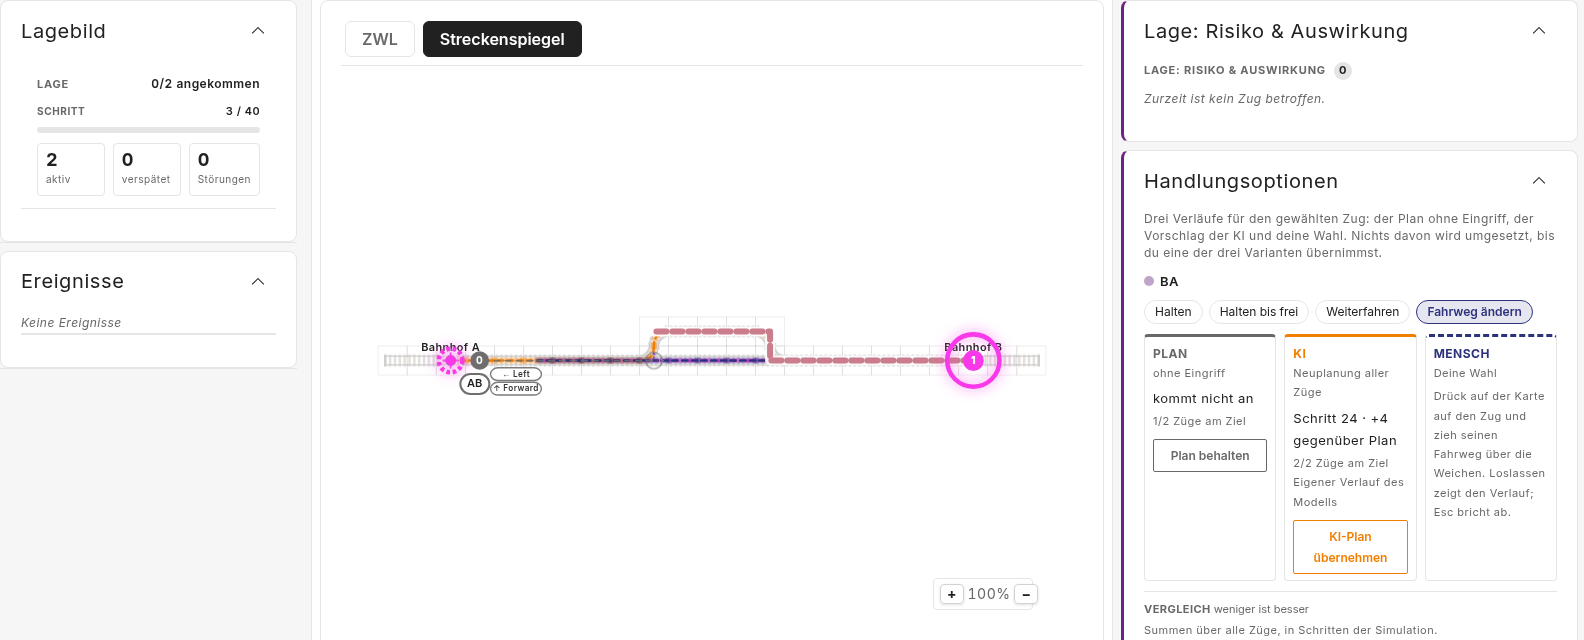 Lagebild
LAGE 0/2 angekommen
SCHRITT 3 / 40
2 0 0
aktiv verspätet Störungen
Ereignisse
Keine Ereignisse
ZWL Streckenspiegel
Bahnhof A
Bahnhof B
0
1
AB
← Left
↑ Forward
+ 100% −
Lage: Risiko & Auswirkung
LAGE: RISIKO & AUSWIRKUNG 0
Zurzeit ist kein Zug betroffen.
Handlungsoptionen
Drei Verläufe für den gewählten Zug: der Plan ohne Eingriff, der
Vorschlag der KI und deine Wahl. Nichts davon wird umgesetzt, bis
du eine der drei Varianten übernimmst.
BA
Halten Halten bis frei Weiterfahren Fahrweg ändern
PLAN
ohne Eingriff
kommt nicht an
1/2 Züge am Ziel
Plan behalten
KI
Neuplanung aller
Züge
Schritt 24 · +4
gegenüber Plan
2/2 Züge am Ziel
Eigener Verlauf des
Modells
KI-Plan
übernehmen
MENSCH
Deine Wahl
Drück auf der Karte
auf den Zug und
zieh seinen
Fahrweg über die
Weichen. Loslassen
zeigt den Verlauf;
Esc bricht ab.
VERGLEICH weniger ist besser
Summen über alle Züge, in Schritten der Simulation.